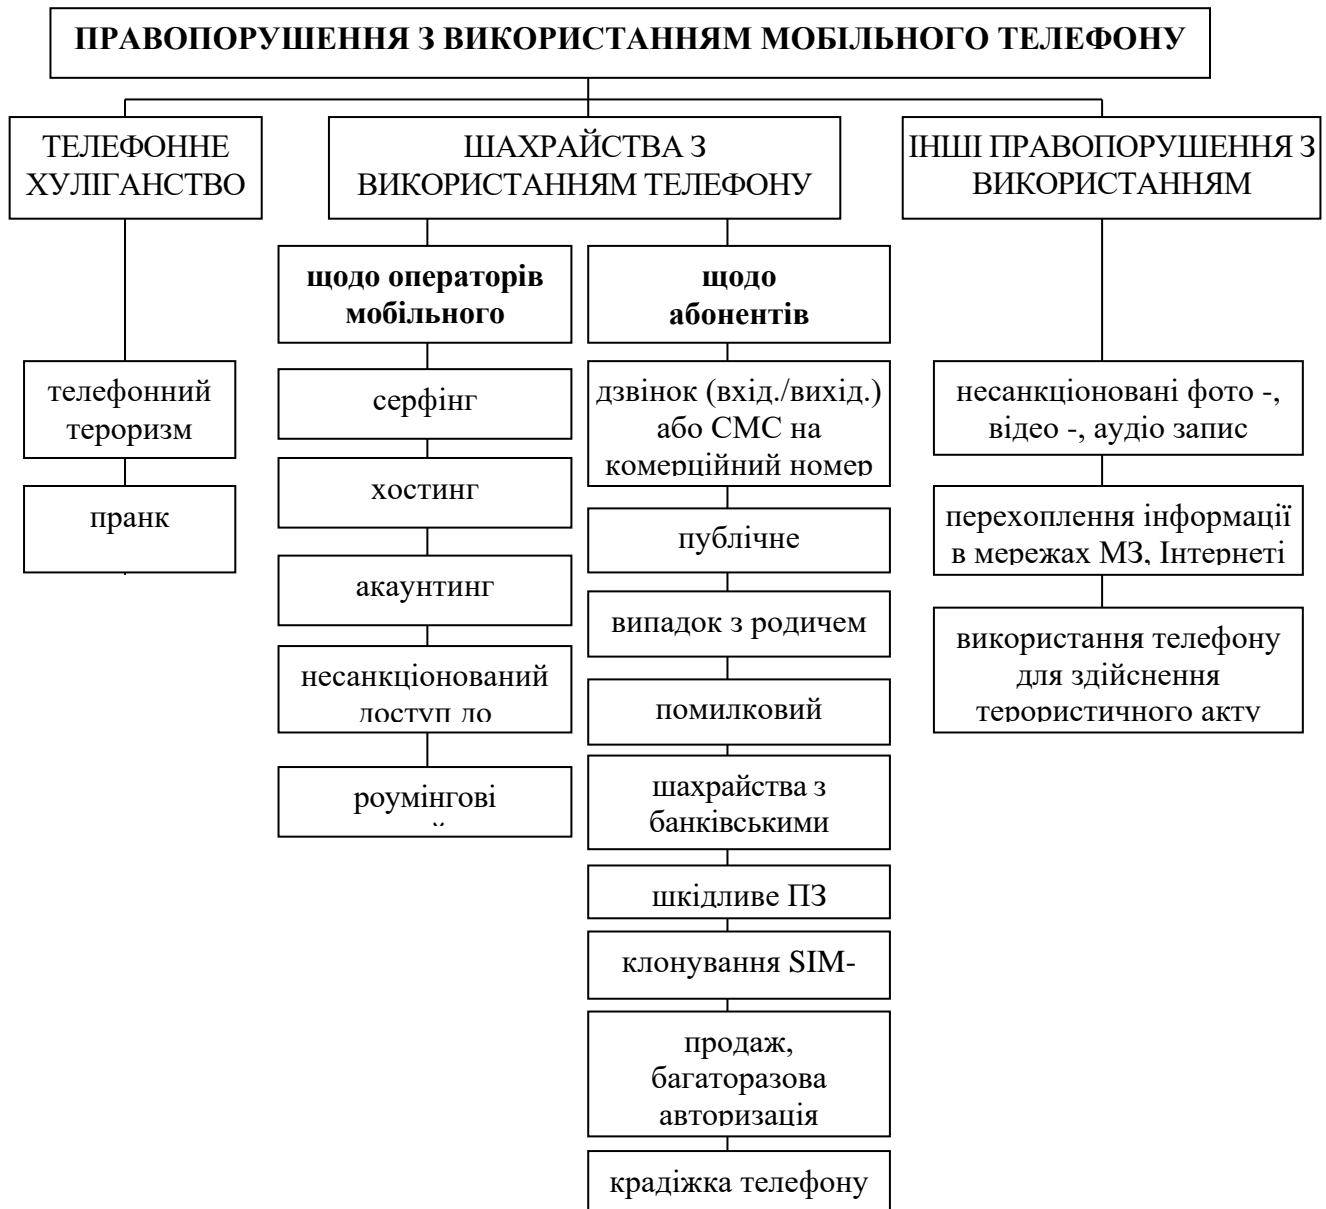 ПРАВОПОРУШЕННЯ З ВИКОРИСТАННЯМ МОБІЛЬНОГО ТЕЛЕФОНУ
ТЕЛЕФОННЕ
ХУЛІГАНСТВО
ШАХРАЙСТВА З
ВИКОРИСТАННЯМ ТЕЛЕФОНУ
ІНШІ ПРАВОПОРУШЕННЯ З
ВИКОРИСТАННЯМ
телефонний
тероризм
пранк
щодо операторів
мобільного
серфінг
хостинг
акаунтинг
несанкціонований
доступ до
роумінгові
щодо
абонентів
дзвінок (вхід./вихід.)
або СМС на
комерційний номер
публічне
випадок з родичем
помилковий
шахрайства з
банківськими
шкідливе ПЗ
клонування SIM-
продаж,
багаторазова
авторизація
крадіжка телефону
несанкціоновані фото -,
відео -, аудіо запис
перехоплення інформації
в мережах МЗ, Інтернеті
використання телефону
для здійснення
терористичного акту